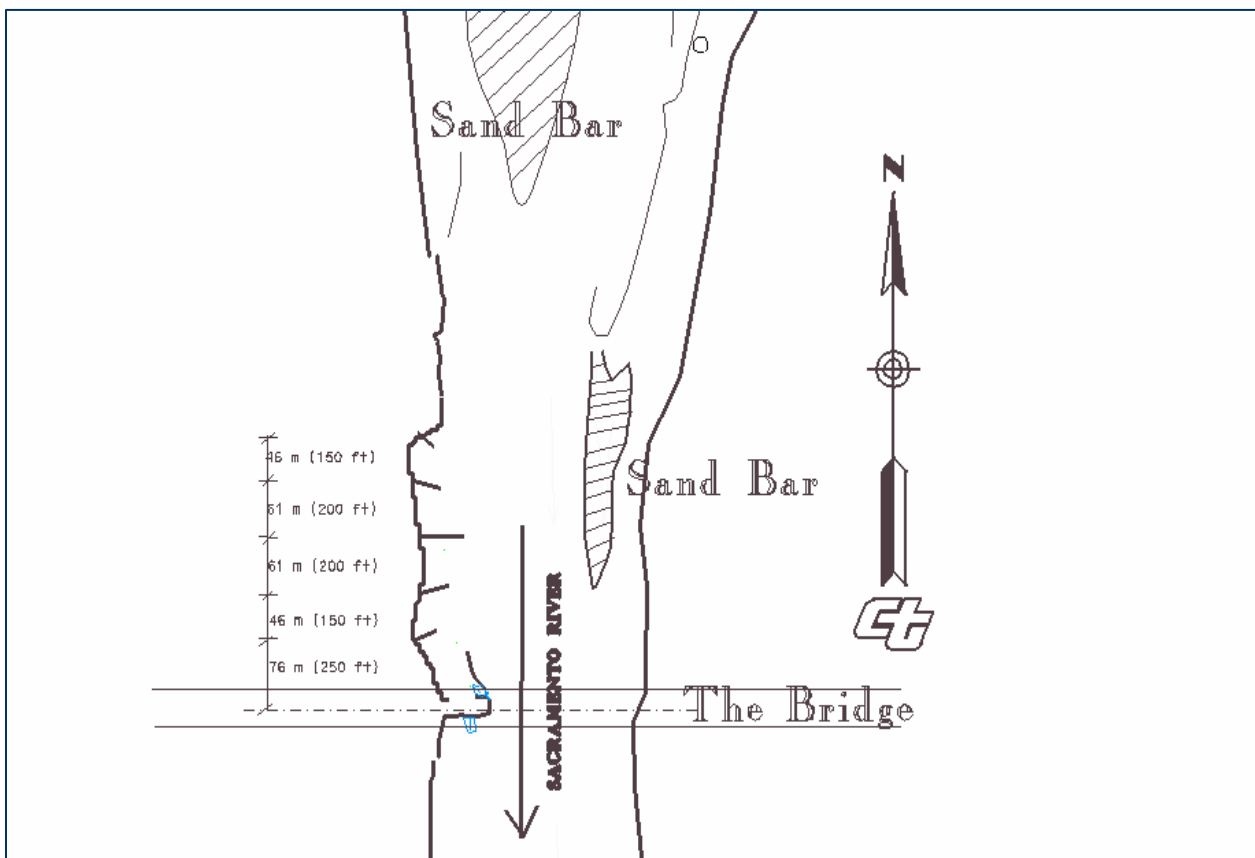 Sand Bar
N
46 m (150 ft)
Sand Bar
61 m (200 ft)
61 m (200 ft)
46 m (150 ft)
76 m (250 ft)
SACRAMENTO RIVER
The Bridge
Ct